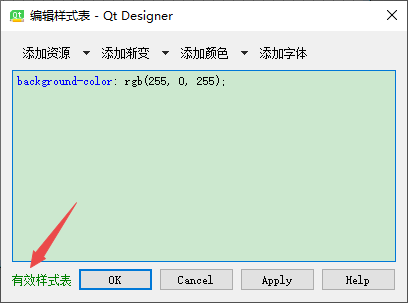 Qt 编辑样式表 - Qt Designer
添加资源 添加渐变 添加颜色 添加字体
background-color: rgb(255, 0, 255);
有效样式表 OK Cancel Apply Help